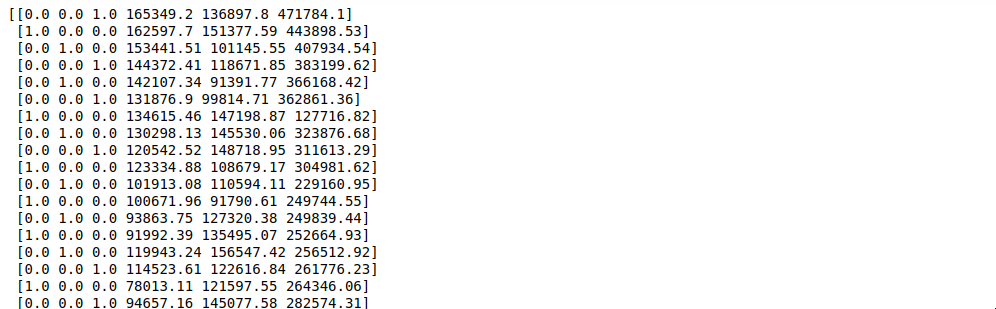 [[0.0 0.0 1.0 165349.2 136897.8 471784.1]
[1.0 0.0 0.0 162597.7 151377.59 443898.53]
[0.0 1.0 0.0 153441.51 101145.55 407934.54]
[0.0 0.0 1.0 144372.41 118671.85 383199.62]
[0.0 1.0 0.0 142107.34 91391.77 366168.42]
[0.0 0.0 1.0 131876.9 99814.71 362861.36]
[1.0 0.0 0.0 134615.46 147198.87 127716.82]
[0.0 1.0 0.0 130298.13 145530.06 323876.68]
[0.0 0.0 1.0 120542.52 148718.95 311613.29]
[1.0 0.0 0.0 123334.88 108679.17 304981.62]
[0.0 1.0 0.0 101913.08 110594.11 229160.95]
[1.0 0.0 0.0 100671.96 91790.61 249744.55]
[0.0 1.0 0.0 93863.75 127320.38 249839.44]
[1.0 0.0 0.0 91992.39 135495.07 252664.93]
[0.0 1.0 0.0 119943.24 156547.42 256512.92]
[0.0 0.0 1.0 114523.61 122616.84 261776.23]
[1.0 0.0 0.0 78013.11 121597.55 264346.06]
[0.0 0.0 1.0 94657.16 145077.58 282574.31]